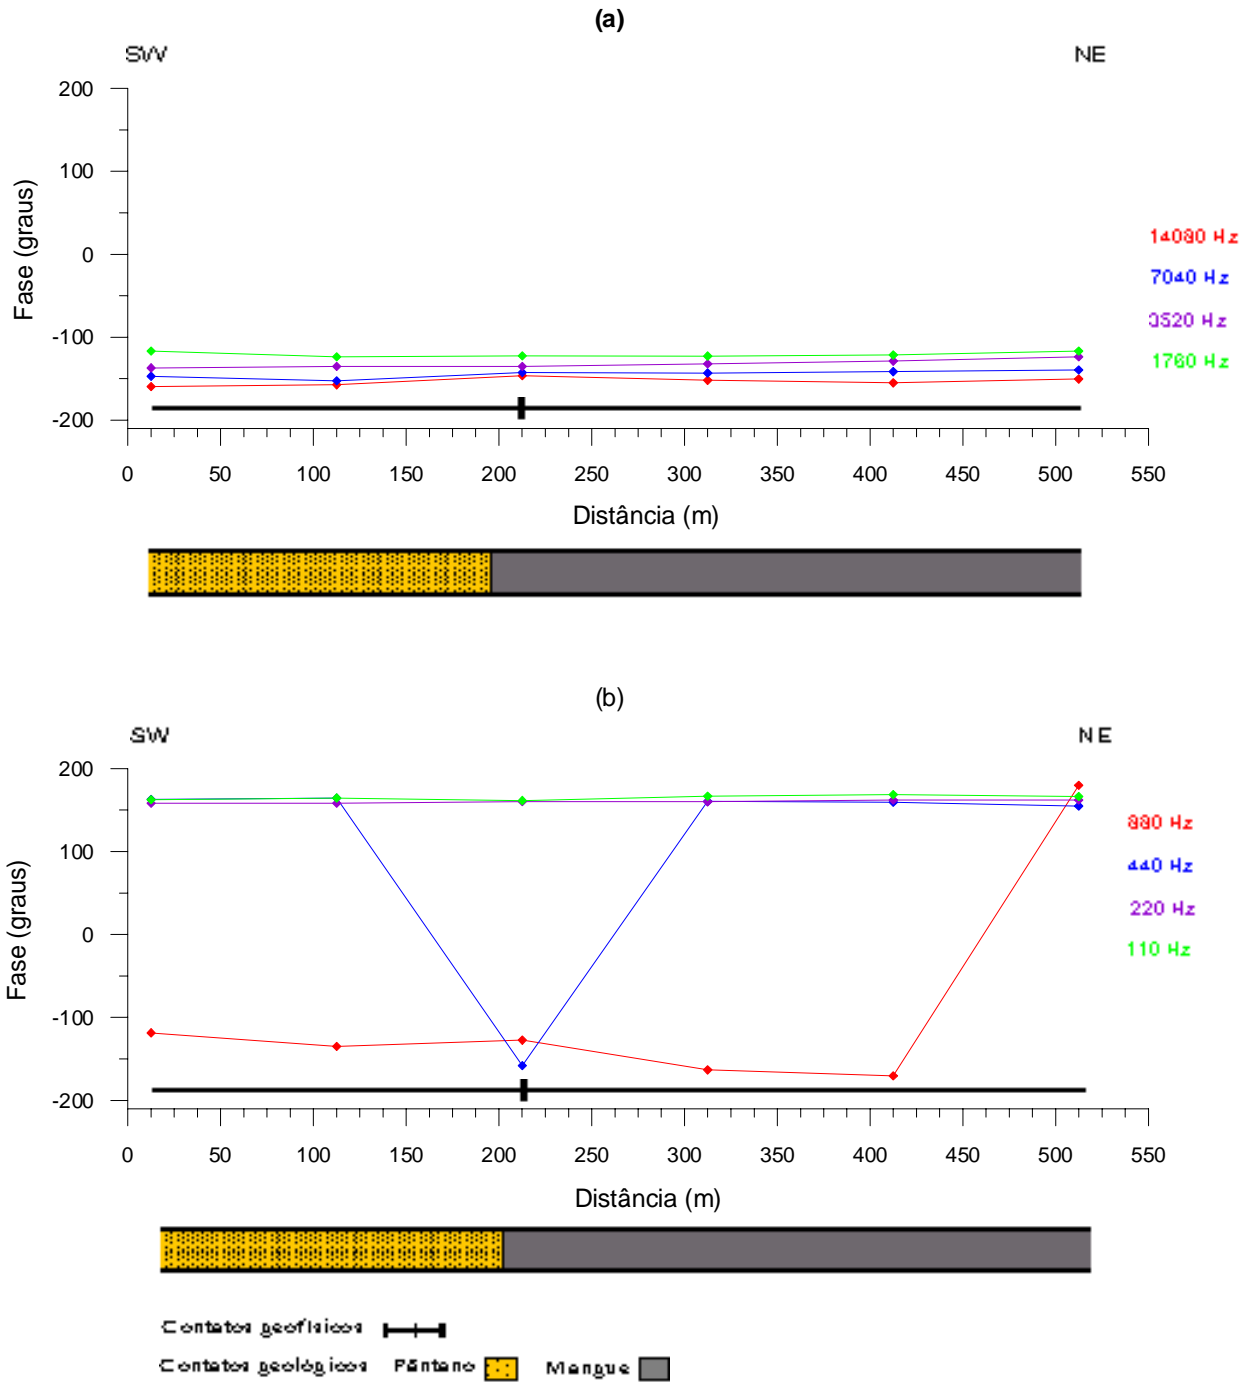 (a)
SW NE
200
100
0
-100
-200
Fase (graus)
14080 Hz
7040 Hz
3520 Hz
1760 Hz
0 50 100 150 200 250 300 350 400 450 500 550
Distância (m)
(b)
SW NE
200
100
0
-100
-200
Fase (graus)
880 Hz
440 Hz
220 Hz
110 Hz
0 50 100 150 200 250 300 350 400 450 500 550
Distância (m)
Contatos geofísicos
Contatos geológicos Pântano Mangue